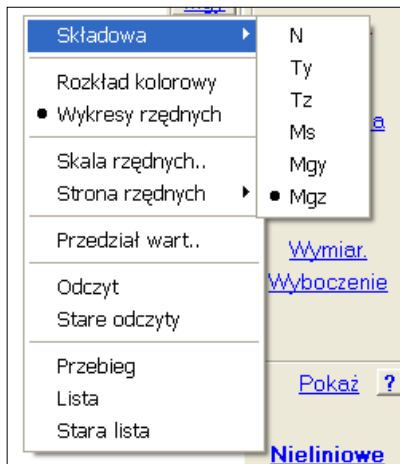 Składowa
Rozkład kolorowy
Wykresy rzędnych
Skala rzędnych..
Strona rzędnych
Przedział wart..
Odczyt
Stare odczyty
Przebieg
Lista
Stara lista
N
Ty
Tz
Ms
Mgy
Mgz
Wymiar.
Wyboczenie
Pokaż ?
Nieliniowe